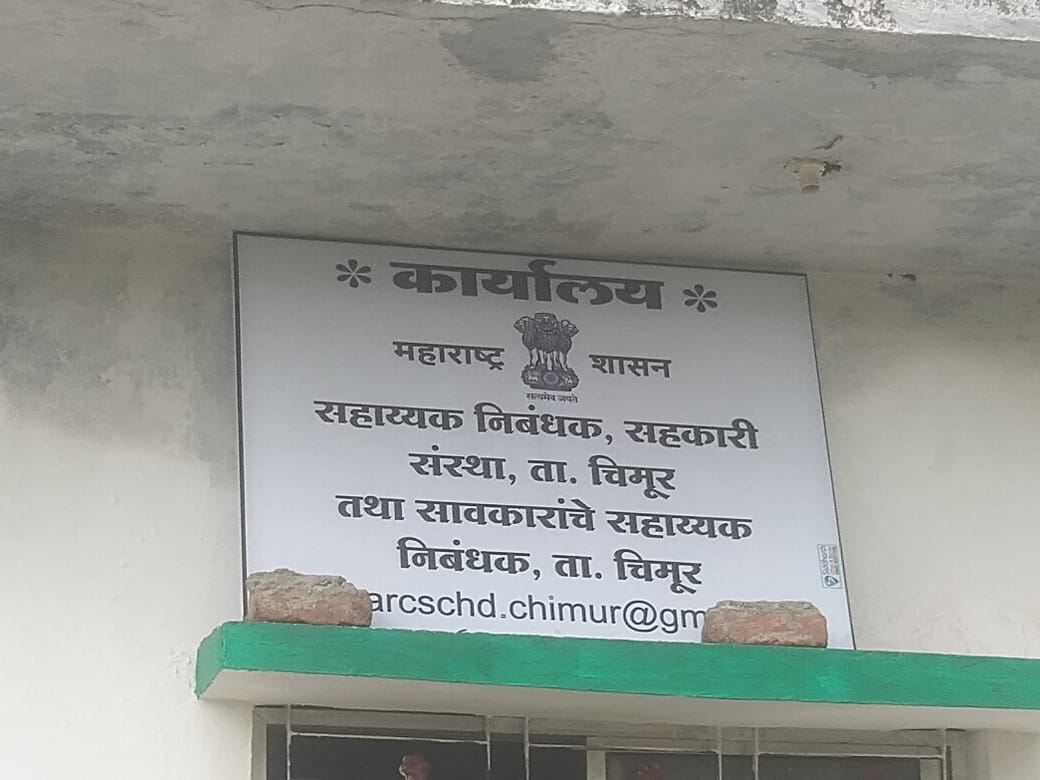 * कार्यालय *
महाराष्ट्र शासन
सत्यमेव जयते
सहाय्यक निबंधक, सहकारी
संस्था, ता. चिमूर
तथा सावकारांचे सहाय्यक
निबंधक, ता. चिमूर
arcschd.chimur@gm